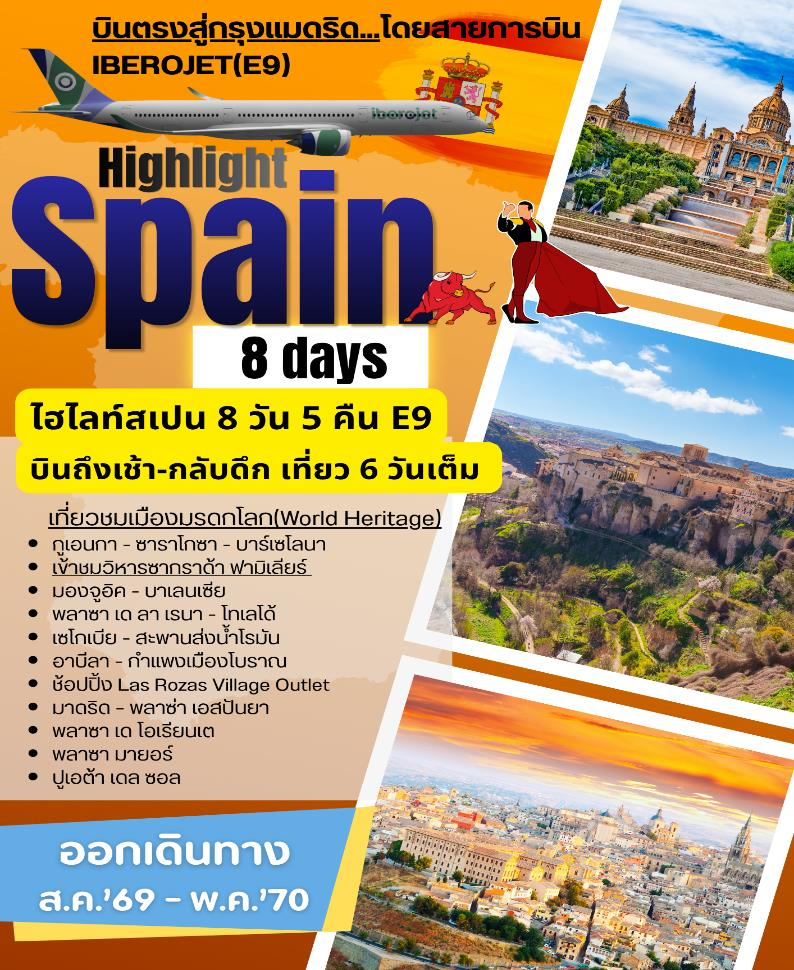 บินตรงสู่กรุงแมดริด...โดยสายการบิน
IBEROJET(E9)
iberojet
Highlight
Spain
8 days
ไฮไลท์สเปน 8 วัน 5 คืน E9
บินถึงเช้า-กลับดึก เที่ยว 6 วันเต็ม
เที่ยวชมเมืองมรดกโลก(World Heritage)
• กูเอนกา - ซาราโกซา - บาร์เซโลนา
• เข้าชมวิหารซากราด้า ฟามิเลียร์
• มองจูอิค - บาเลนเซีย
• พลาซา เด ลา เรนา - โทเลโด้
• เซโกเบีย - สะพานส่งน้ำโรมัน
• อาบีลา - กำแพงเมืองโบราณ
• ช้อปปิ้ง Las Rozas Village Outlet
• มาดริด - พลาซ่า เอสปันยา
• พลาซา เด โอเรียนเต
• พลาซา มายอร์
• ปูเอต้า เดล ซอล
ออกเดินทาง
ส.ค.'69 - พ.ค.'70